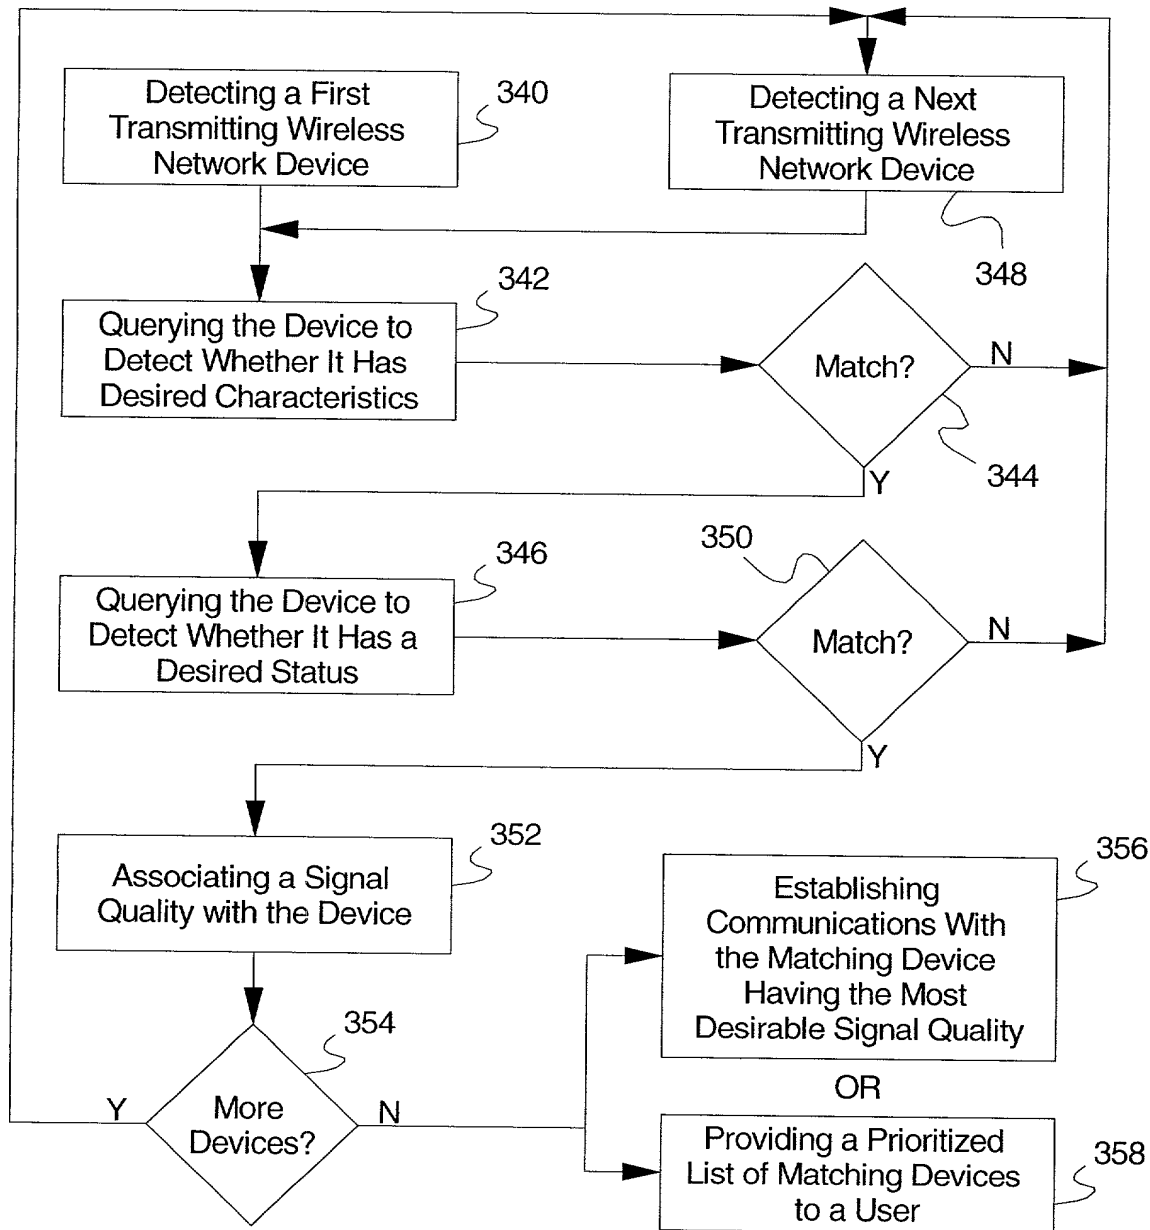 Detecting a First
Transmitting Wireless
Network Device
340
Detecting a Next
Transmitting Wireless
Network Device
348
342
Querying the Device to
Detect Whether It Has
Desired Characteristics
Match?
N
344
Y
346
Querying the Device to
Detect Whether It Has a
Desired Status
350
Match?
N
Y
352
Associating a Signal
Quality with the Device
354
More
Devices?
Y
N
356
Establishing
Communications With
the Matching Device
Having the Most
Desirable Signal Quality
OR
Providing a Prioritized
List of Matching Devices
to a User
358